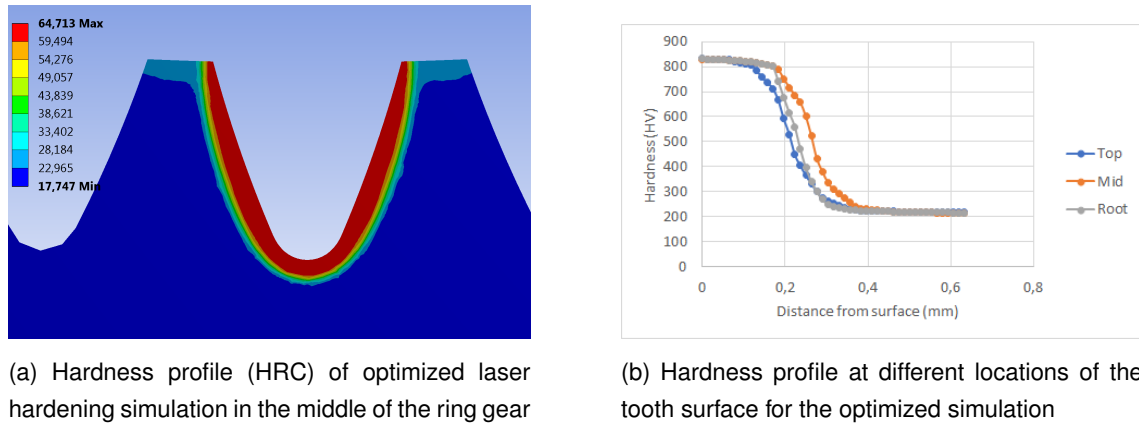 64,713 Max
59,494
54,276
49,057
43,839
38,621
33,402
28,184
22,965
17,747 Min
(a) Hardness profile (HRC) of optimized laser
hardening simulation in the middle of the ring gear
900
800
700
600
500
400
300
200
100
0
Hardness (HV)
0
0,2
0,4
0,6
0,8
Distance from surface (mm)
Top
Mid
Root
(b) Hardness profile at different locations of the
tooth surface for the optimized simulation